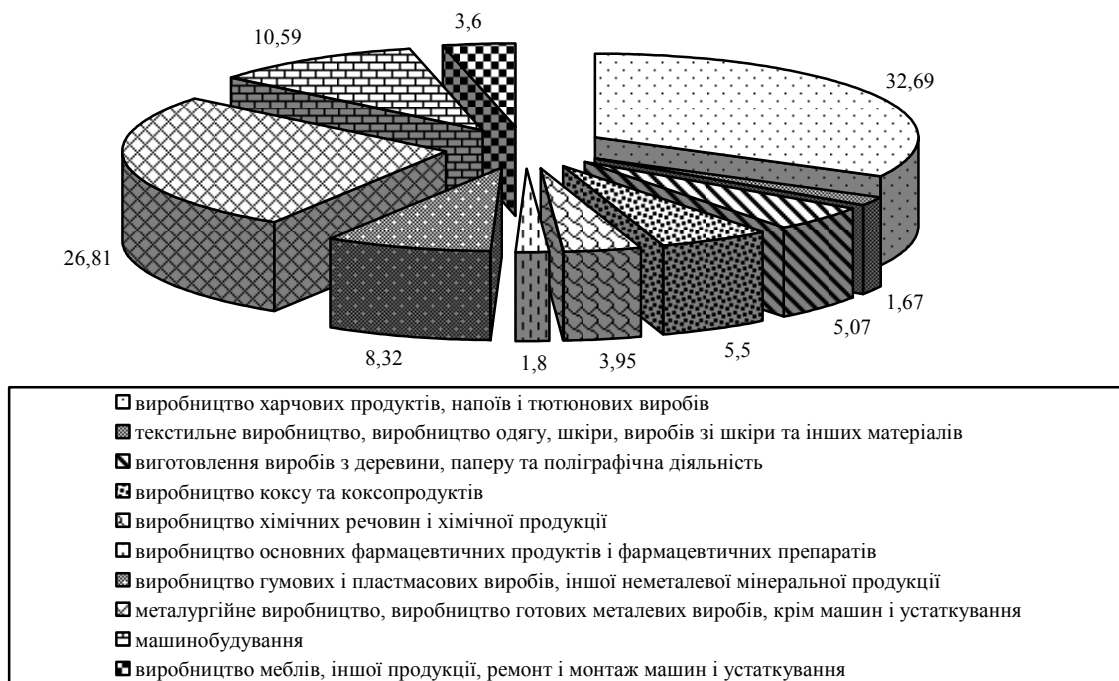 3,6
10,59
32,69
26,81
1,67
5,07
8,32
1,8
3,95
5,5
виробництво харчових продуктів, напоїв і тютюнових виробів
текстильне виробництво, виробництво одягу, шкіри, виробів зі шкіри та інших матеріалів
виготовлення виробів з деревини, паперу та поліграфічна діяльність
виробництво коксу та коксопродуктів
виробництво хімічних речовин і хімічної продукції
виробництво основних фармацевтичних продуктів і фармацевтичних препаратів
виробництво гумових і пластмасових виробів, іншої неметалевої мінеральної продукції
металургійне виробництво, виробництво готових металевих виробів, крім машин і устаткування
машинобудування
виробництво меблів, іншої продукції, ремонт і монтаж машин і устаткування